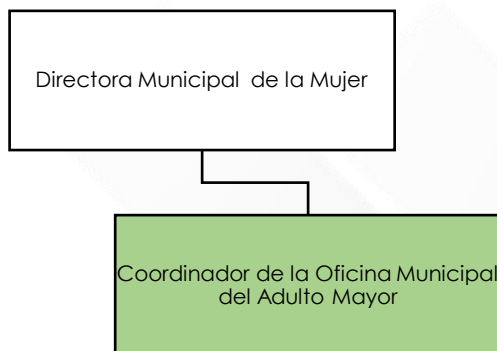 Directora Municipal de la Mujer
Coordinador de la Oficina Municipal
del Adulto Mayor